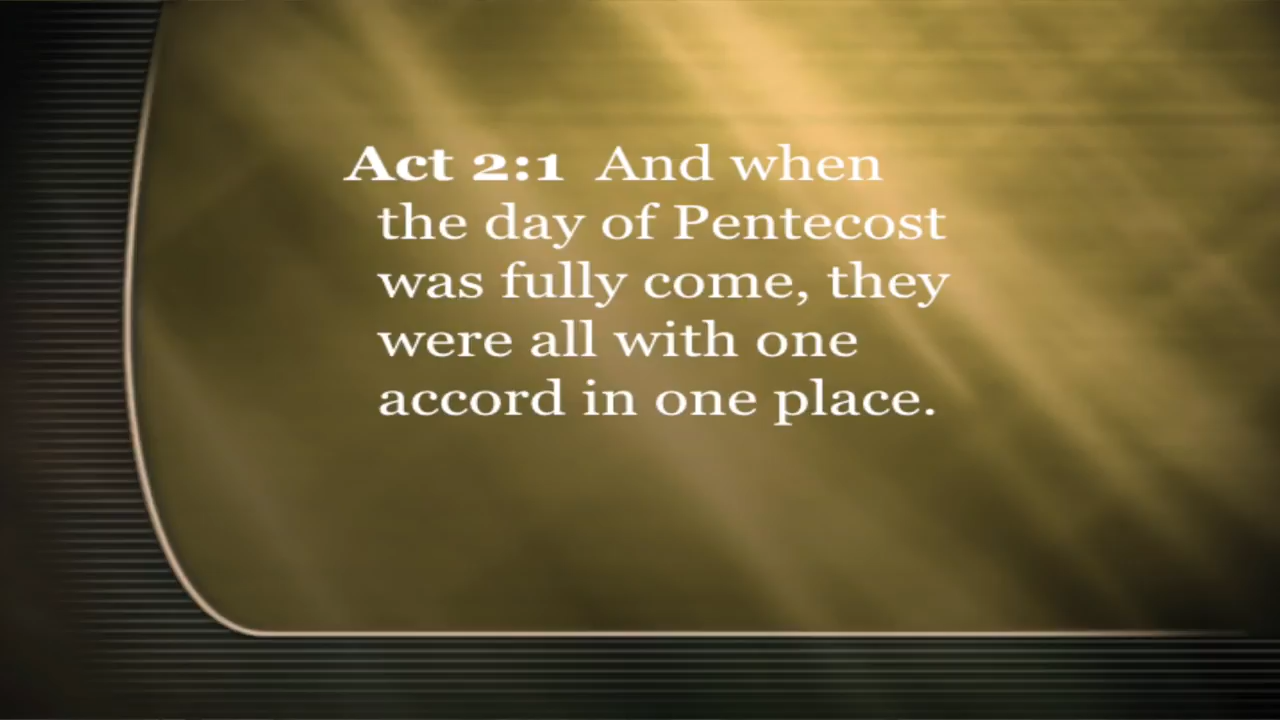 Act 2:1 And when
the day of Pentecost
was fully come, they
were all with one
accord in one place.